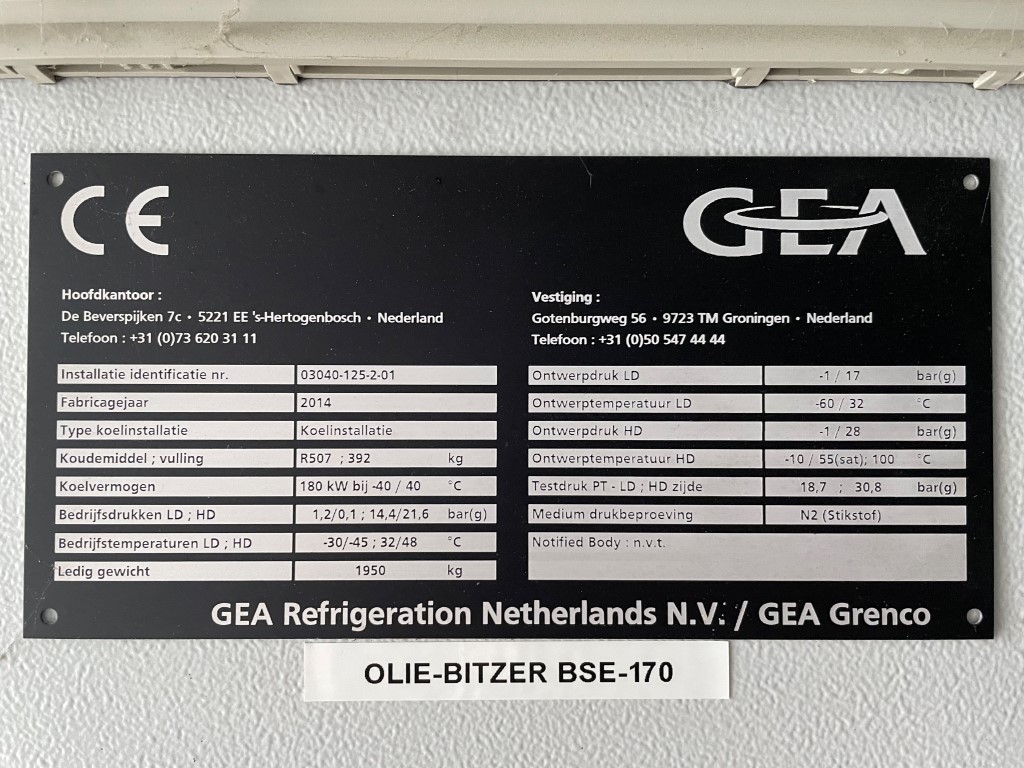 CE
GEA
Hoofdkantoor :
De Beverspijken 7c • 5221 EE 's-Hertogenbosch • Nederland
Telefoon : +31 (0)73 620 31 11
Vestiging :
Gotenburgweg 56 • 9723 TM Groningen • Nederland
Telefoon : +31 (0)50 547 44 44
Installatie identificatie nr. 03040-125-2-01
Fabricagejaar 2014
Type koelinstallatie Koelinstallatie
Koudemiddel ; vulling R507 ; 392 kg
Koelvermogen 180 kW bij -40 / 40 °C
Bedrijfsdrukken LD ; HD 1,2/0,1 ; 14,4/21,6 bar(g)
Bedrijfstemperaturen LD ; HD -30/-45 ; 32/48 °C
Ledig gewicht 1950 kg
Ontwerpdruk LD -1 / 17 bar(g)
Ontwerptemperatuur LD -60 / 32 °C
Ontwerpdruk HD -1 / 28 bar(g)
Ontwerptemperatuur HD -10 / 55(sat); 100 °C
Testdruk PT - LD ; HD zijde 18,7 ; 30,8 bar(g)
Medium drukbeproeving N2 (Stikstof)
Notified Body : n.v.t.
GEA Refrigeration Netherlands N.V. / GEA Grenco
OLIE-BITZER BSE-170